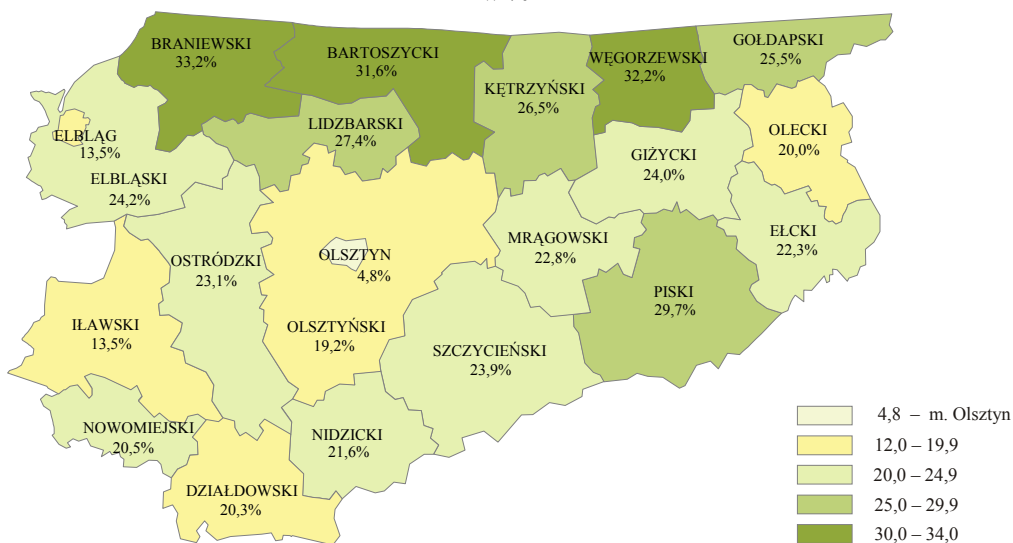 BRANIEWSKI
33,2%
BARTOSZYCKI
31,6%
KĘTRZYŃSKI
26,5%
WĘGORZEWSKI
32,2%
GOŁDAPSKI
25,5%
ELBLĄG
13,5%
ELBLĄSKI
24,2%
LIDZBARSKI
27,4%
GIŻYCKI
24,0%
OLECKI
20,0%
OSTRÓDZKI
23,1%
OLSZTYN
4,8%
MRĄGOWSKI
22,8%
EŁCKI
22,3%
IŁAWSKI
13,5%
OLSZTYŃSKI
19,2%
SZCZYCIEŃSKI
23,9%
PISKI
29,7%
NOWOMIEJSKI
20,5%
NIDZICKI
21,6%
DZIAŁDOWSKI
20,3%
4,8 – m. Olsztyn
12,0 – 19,9
20,0 – 24,9
25,0 – 29,9
30,0 – 34,0